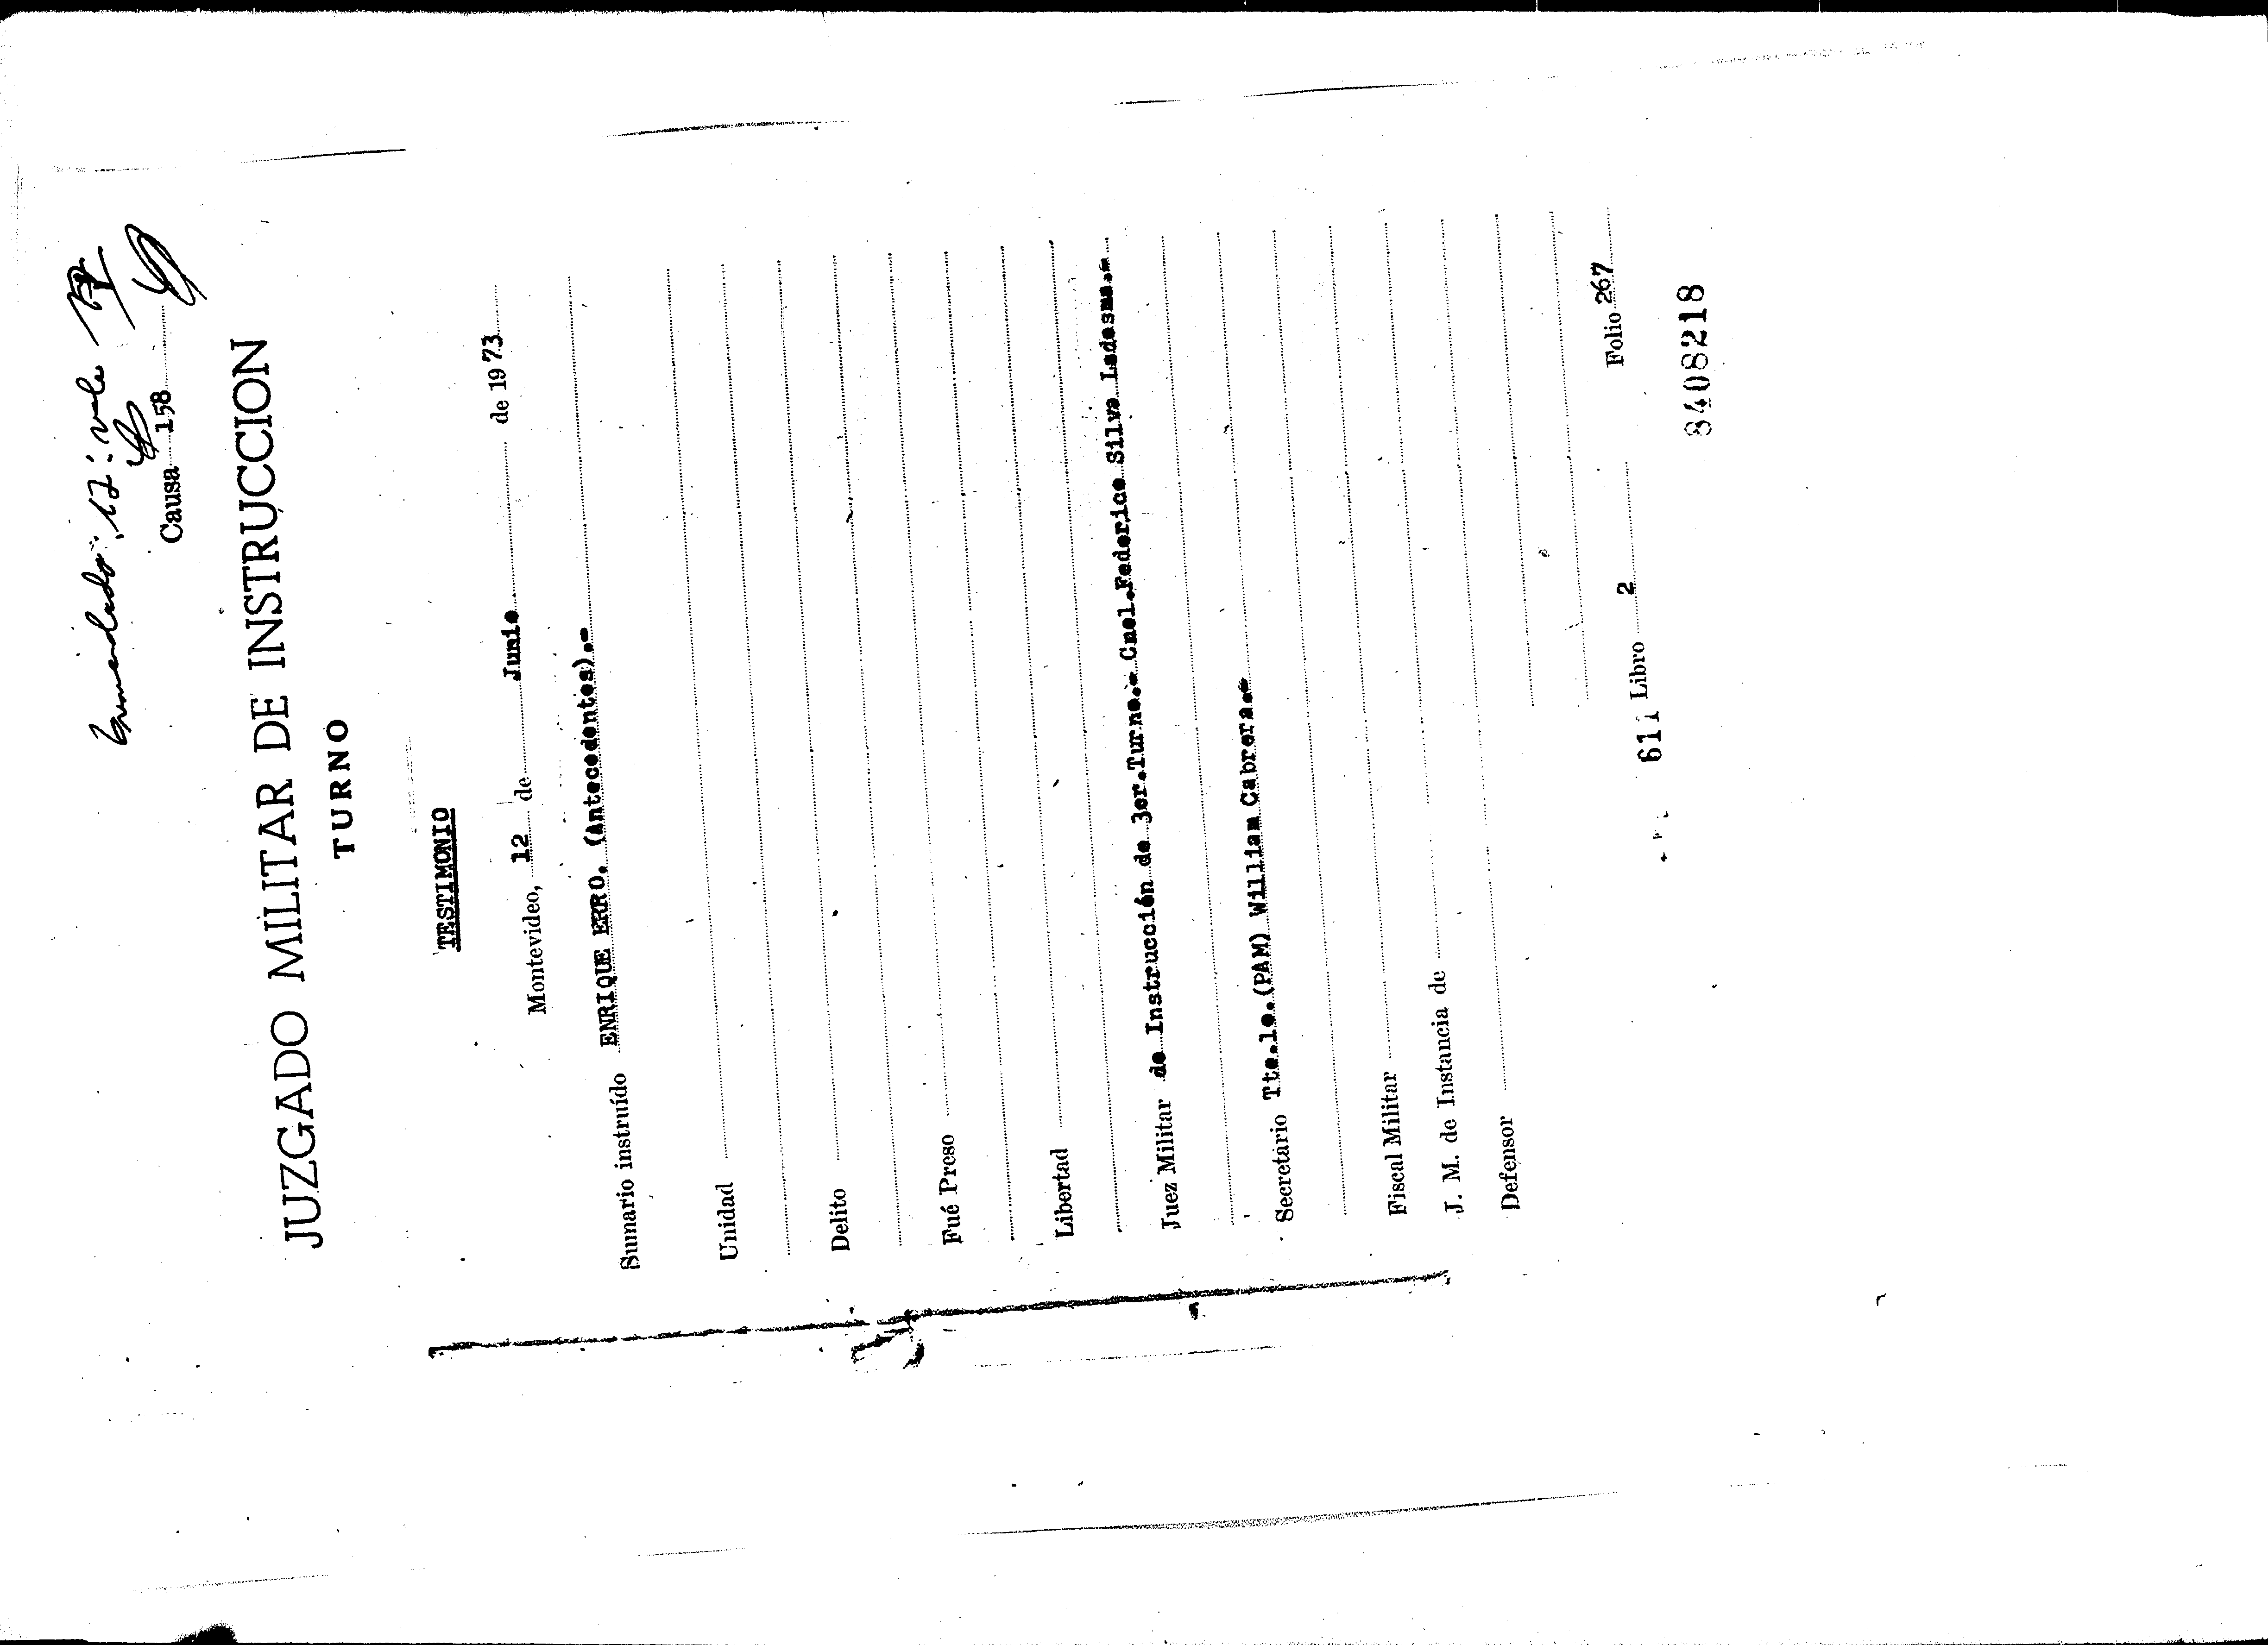 Enmendado: 12: vale
Causa 158
JUZGADO MILITAR DE INSTRUCCION
TURNO
TESTIMONIO
Montevideo, 12 de Junio de 1973
Sumario instruído ENRIQUE ERRO. (Antecedentes).-
Unidad
Delito
Fué Preso
Libertad
Juez Militar de Instrucción de 3er.Turno.- Cnel.Federico Silva Ledesma.-
Secretario Tte.1o.(PAM) William Cabrera.-
Fiscal Militar
J. M. de Instancia de
Defensor
611 Libro 2 Folio 267
8408218